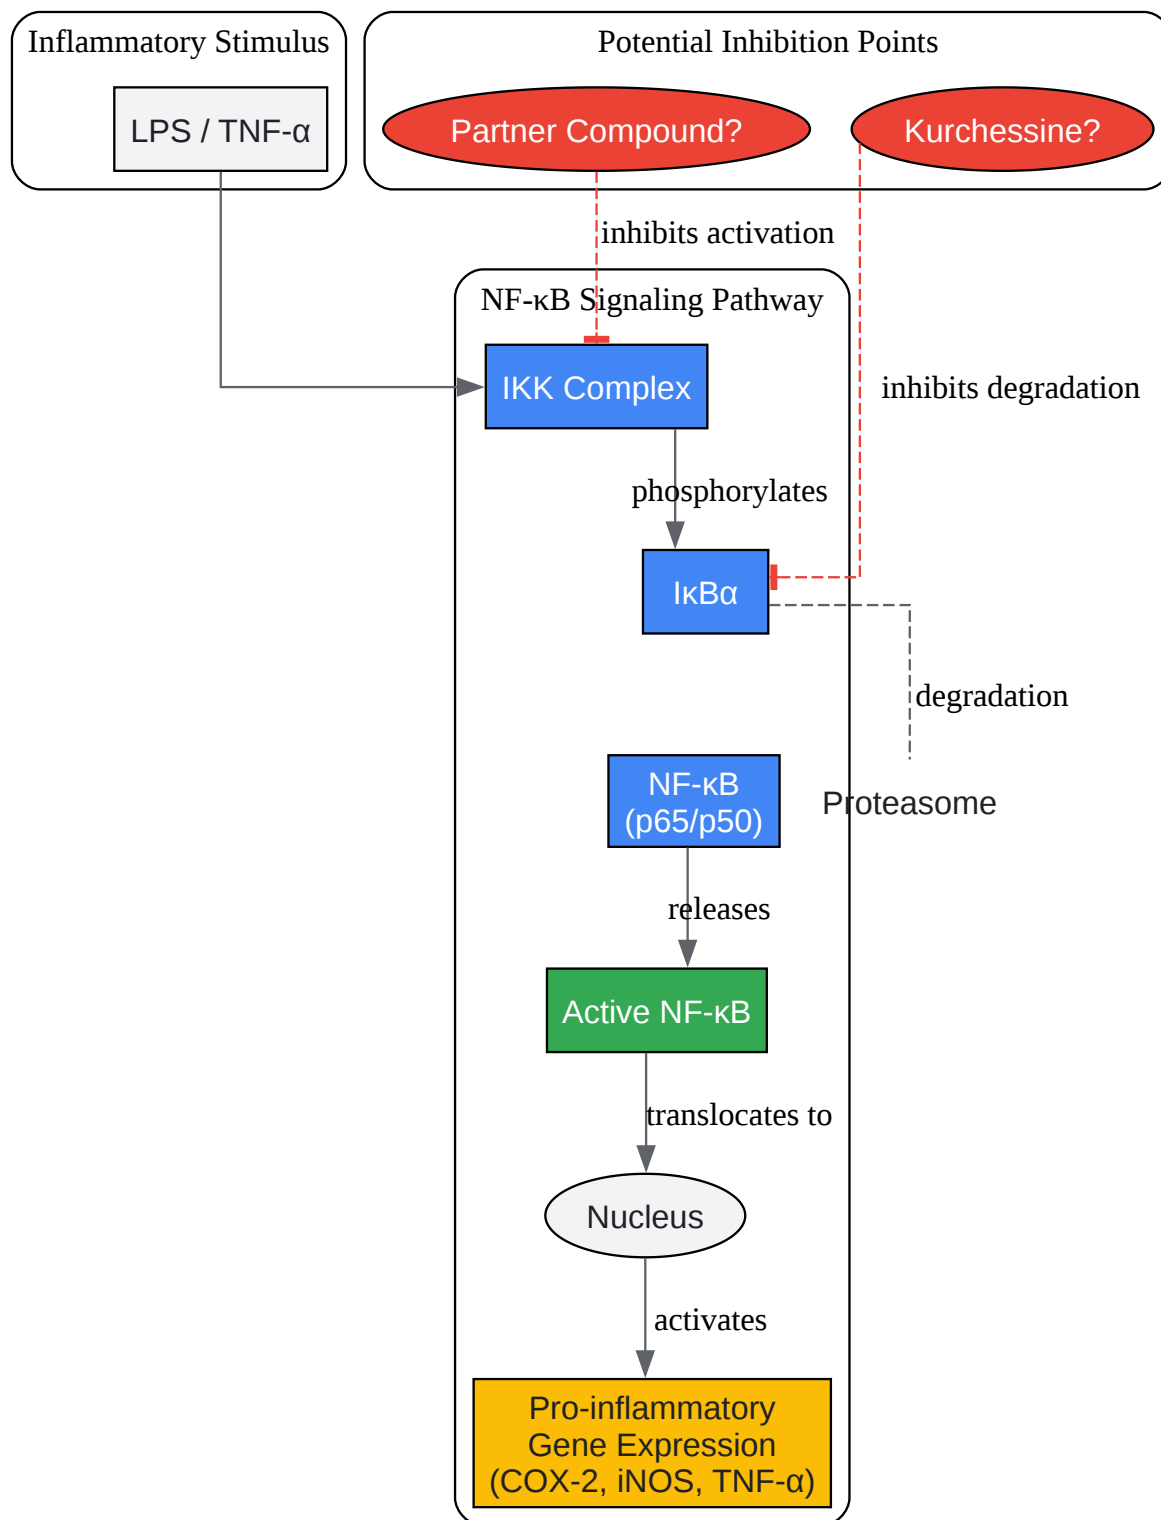 Inflammatory Stimulus
Potential Inhibition Points
LPS / TNF-α
Partner Compound?
Kurchessine?
inhibits activation
NF-κB Signaling Pathway
IKK Complex
inhibits degradation
phosphorylates
IκBα
degradation
NF-κB
(p65/p50)
Proteasome
releases
Active NF-κB
translocates to
Nucleus
activates
Pro-inflammatory
Gene Expression
(COX-2, iNOS, TNF-α)